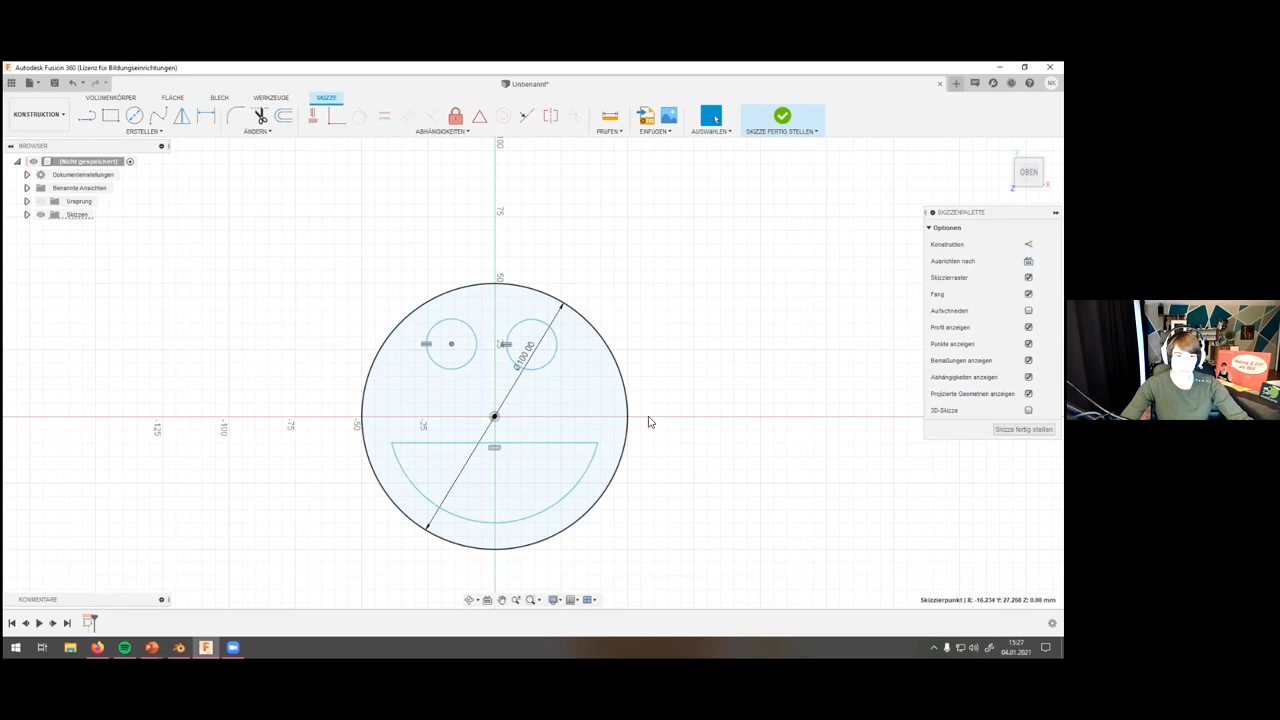 Autodesk Fusion 360 (Lizenz für Bildungseinrichtungen)
Unbenannt*
NK
KONSTRUKTION
VOLUMENKÖRPER
FLÄCHE
BLECH
WERKZEUGE
SKIZZE
ERSTELLEN
ÄNDERN
ABHÄNGIGKEITEN
PRÜFEN
EINFÜGEN
AUSWÄHLEN
SKIZZE FERTIG STELLEN
BROWSER
(Nicht gespeichert)
Dokumenteinstellungen
Benannte Ansichten
Ursprung
Skizzen
OBEN
Y
X
Z
SKIZZENPALETTE
Optionen
Konstruktion
Ausrichten nach
Skizzierraster
Fang
Aufschneiden
Profil anzeigen
Punkte anzeigen
Bemaßungen anzeigen
Abhängigkeiten anzeigen
Projizierte Geometrien anzeigen
3D-Skizze
Skizze fertig stellen
100
75
50
25
Ø100.00
-125
-100
-75
-50
-25
KOMMENTARE
Skizzierpunkt | X: -16.234 Y: 27.268 Z: 0.00 mm
15:27
04.01.2021